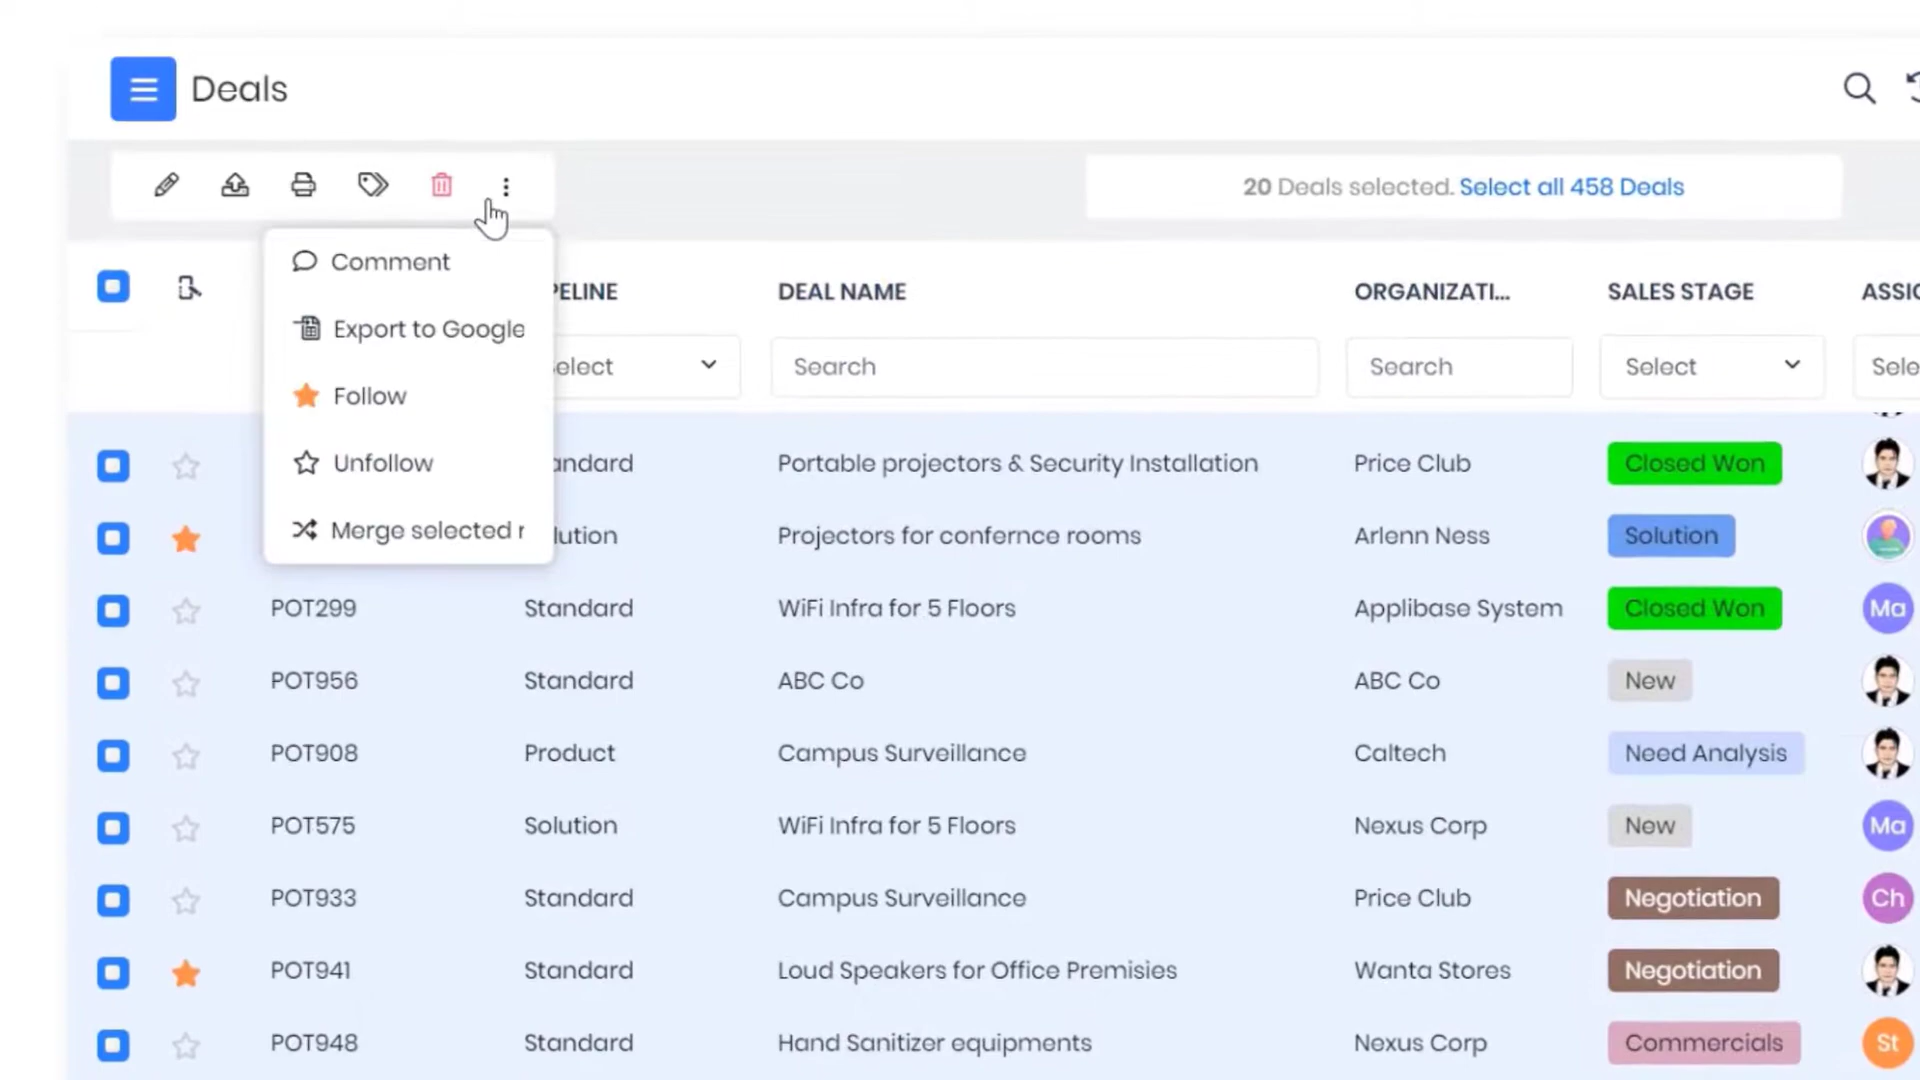 Deals
20 Deals selected. Select all 458 Deals
Comment
Export to Google
Follow
Unfollow
Merge selected r
PELINE DEAL NAME ORGANIZATI... SALES STAGE ASSIG
elect Search Search Select Sele
andard Portable projectors & Security Installation Price Club Closed Won
lution Projectors for confernce rooms Arlenn Ness Solution
POT299 Standard WiFi Infra for 5 Floors Applibase System Closed Won Ma
POT956 Standard ABC Co ABC Co New
POT908 Product Campus Surveillance Caltech Need Analysis
POT575 Solution WiFi Infra for 5 Floors Nexus Corp New Ma
POT933 Standard Campus Surveillance Price Club Negotiation Ch
POT941 Standard Loud Speakers for Office Premisies Wanta Stores Negotiation
POT948 Standard Hand Sanitizer equipments Nexus Corp Commercials St